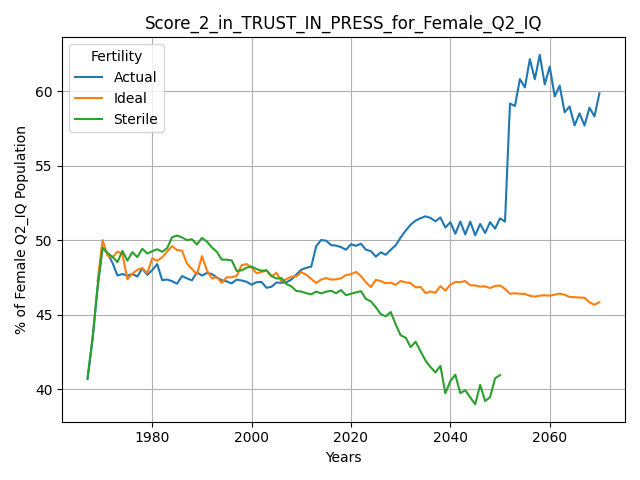 Score_2_in_TRUST_IN_PRESS_for_Female_Q2_IQ
Fertility
Actual
Ideal
Sterile
% of Female Q2_IQ Population
60
55
50
45
40
1980
2000
2020
2040
2060
Years